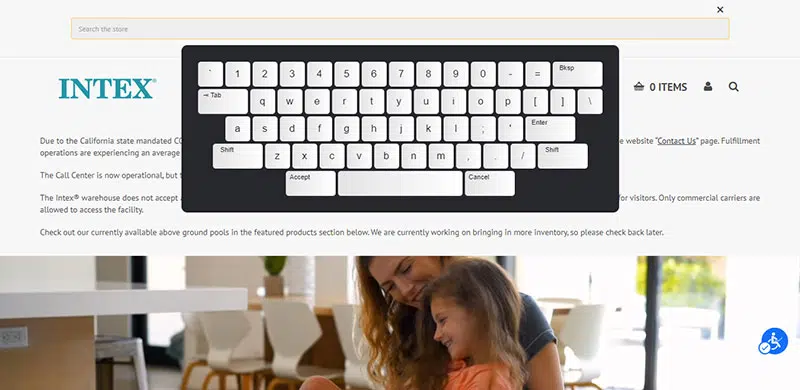 ×
Search the store
` 1 2 3 4 5 6 7 8 9 0 - = Bksp
⇥ Tab q w e r t y u i o p [ ] \
a s d f g h j k l ; ' Enter
Shift z x c v b n m , . / Shift
Accept Cancel
INTEX®
0 ITEMS
Due to the California state mandated CO e website "Contact Us" page. Fulfillment
operations are experiencing an average
The Call Center is now operational, but
The Intex® warehouse does not accept for visitors. Only commercial carriers are
allowed to access the facility.
Check out our currently available above ground pools in the featured products section below. We are currently working on bringing in more inventory, so please check back later.